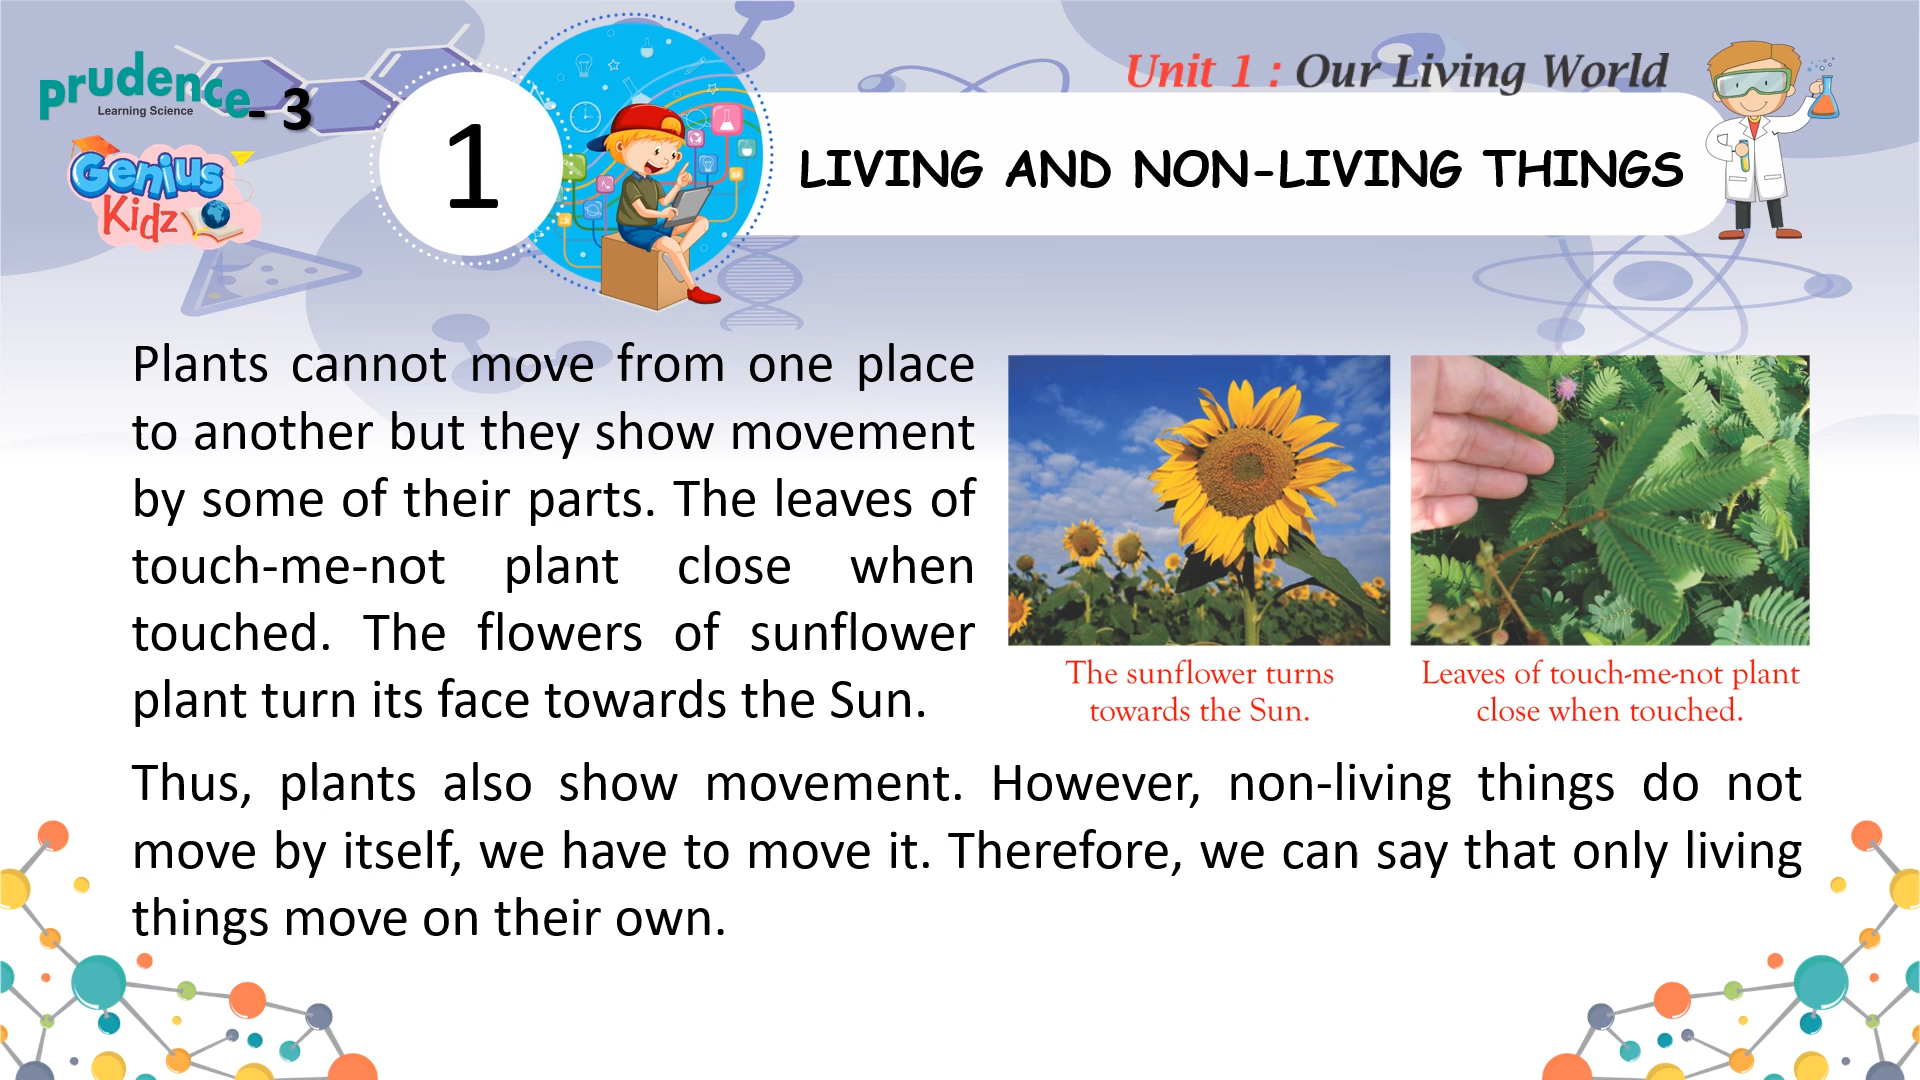 prudence - 3
Learning Science
Genius
Kidz
1
Unit 1 : Our Living World
LIVING AND NON-LIVING THINGS
Plants cannot move from one place
to another but they show movement
by some of their parts. The leaves of
touch-me-not plant close when
touched. The flowers of sunflower
plant turn its face towards the Sun.
The sunflower turns
towards the Sun.
Leaves of touch-me-not plant
close when touched.
Thus, plants also show movement. However, non-living things do not
move by itself, we have to move it. Therefore, we can say that only living
things move on their own.